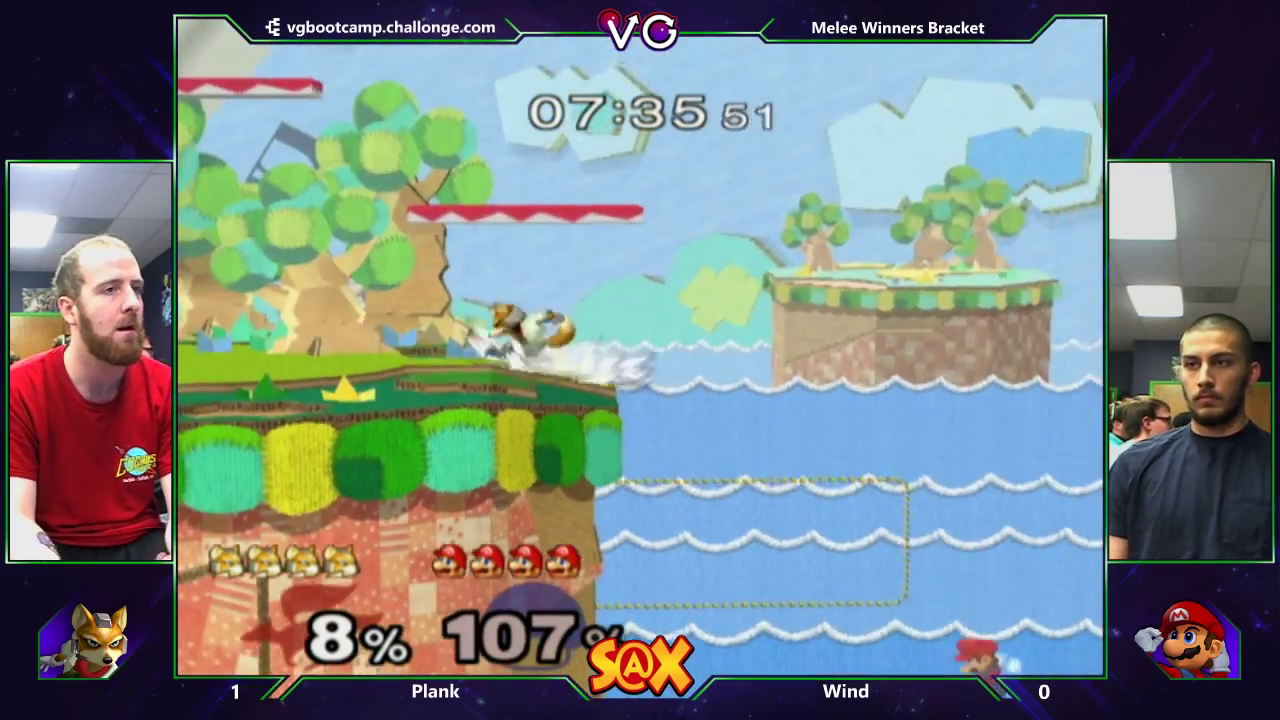 vgbootcamp.challonge.com
VG
Melee Winners Bracket
07:35 51
8%
107%
S@X
1
Plank
Wind
0